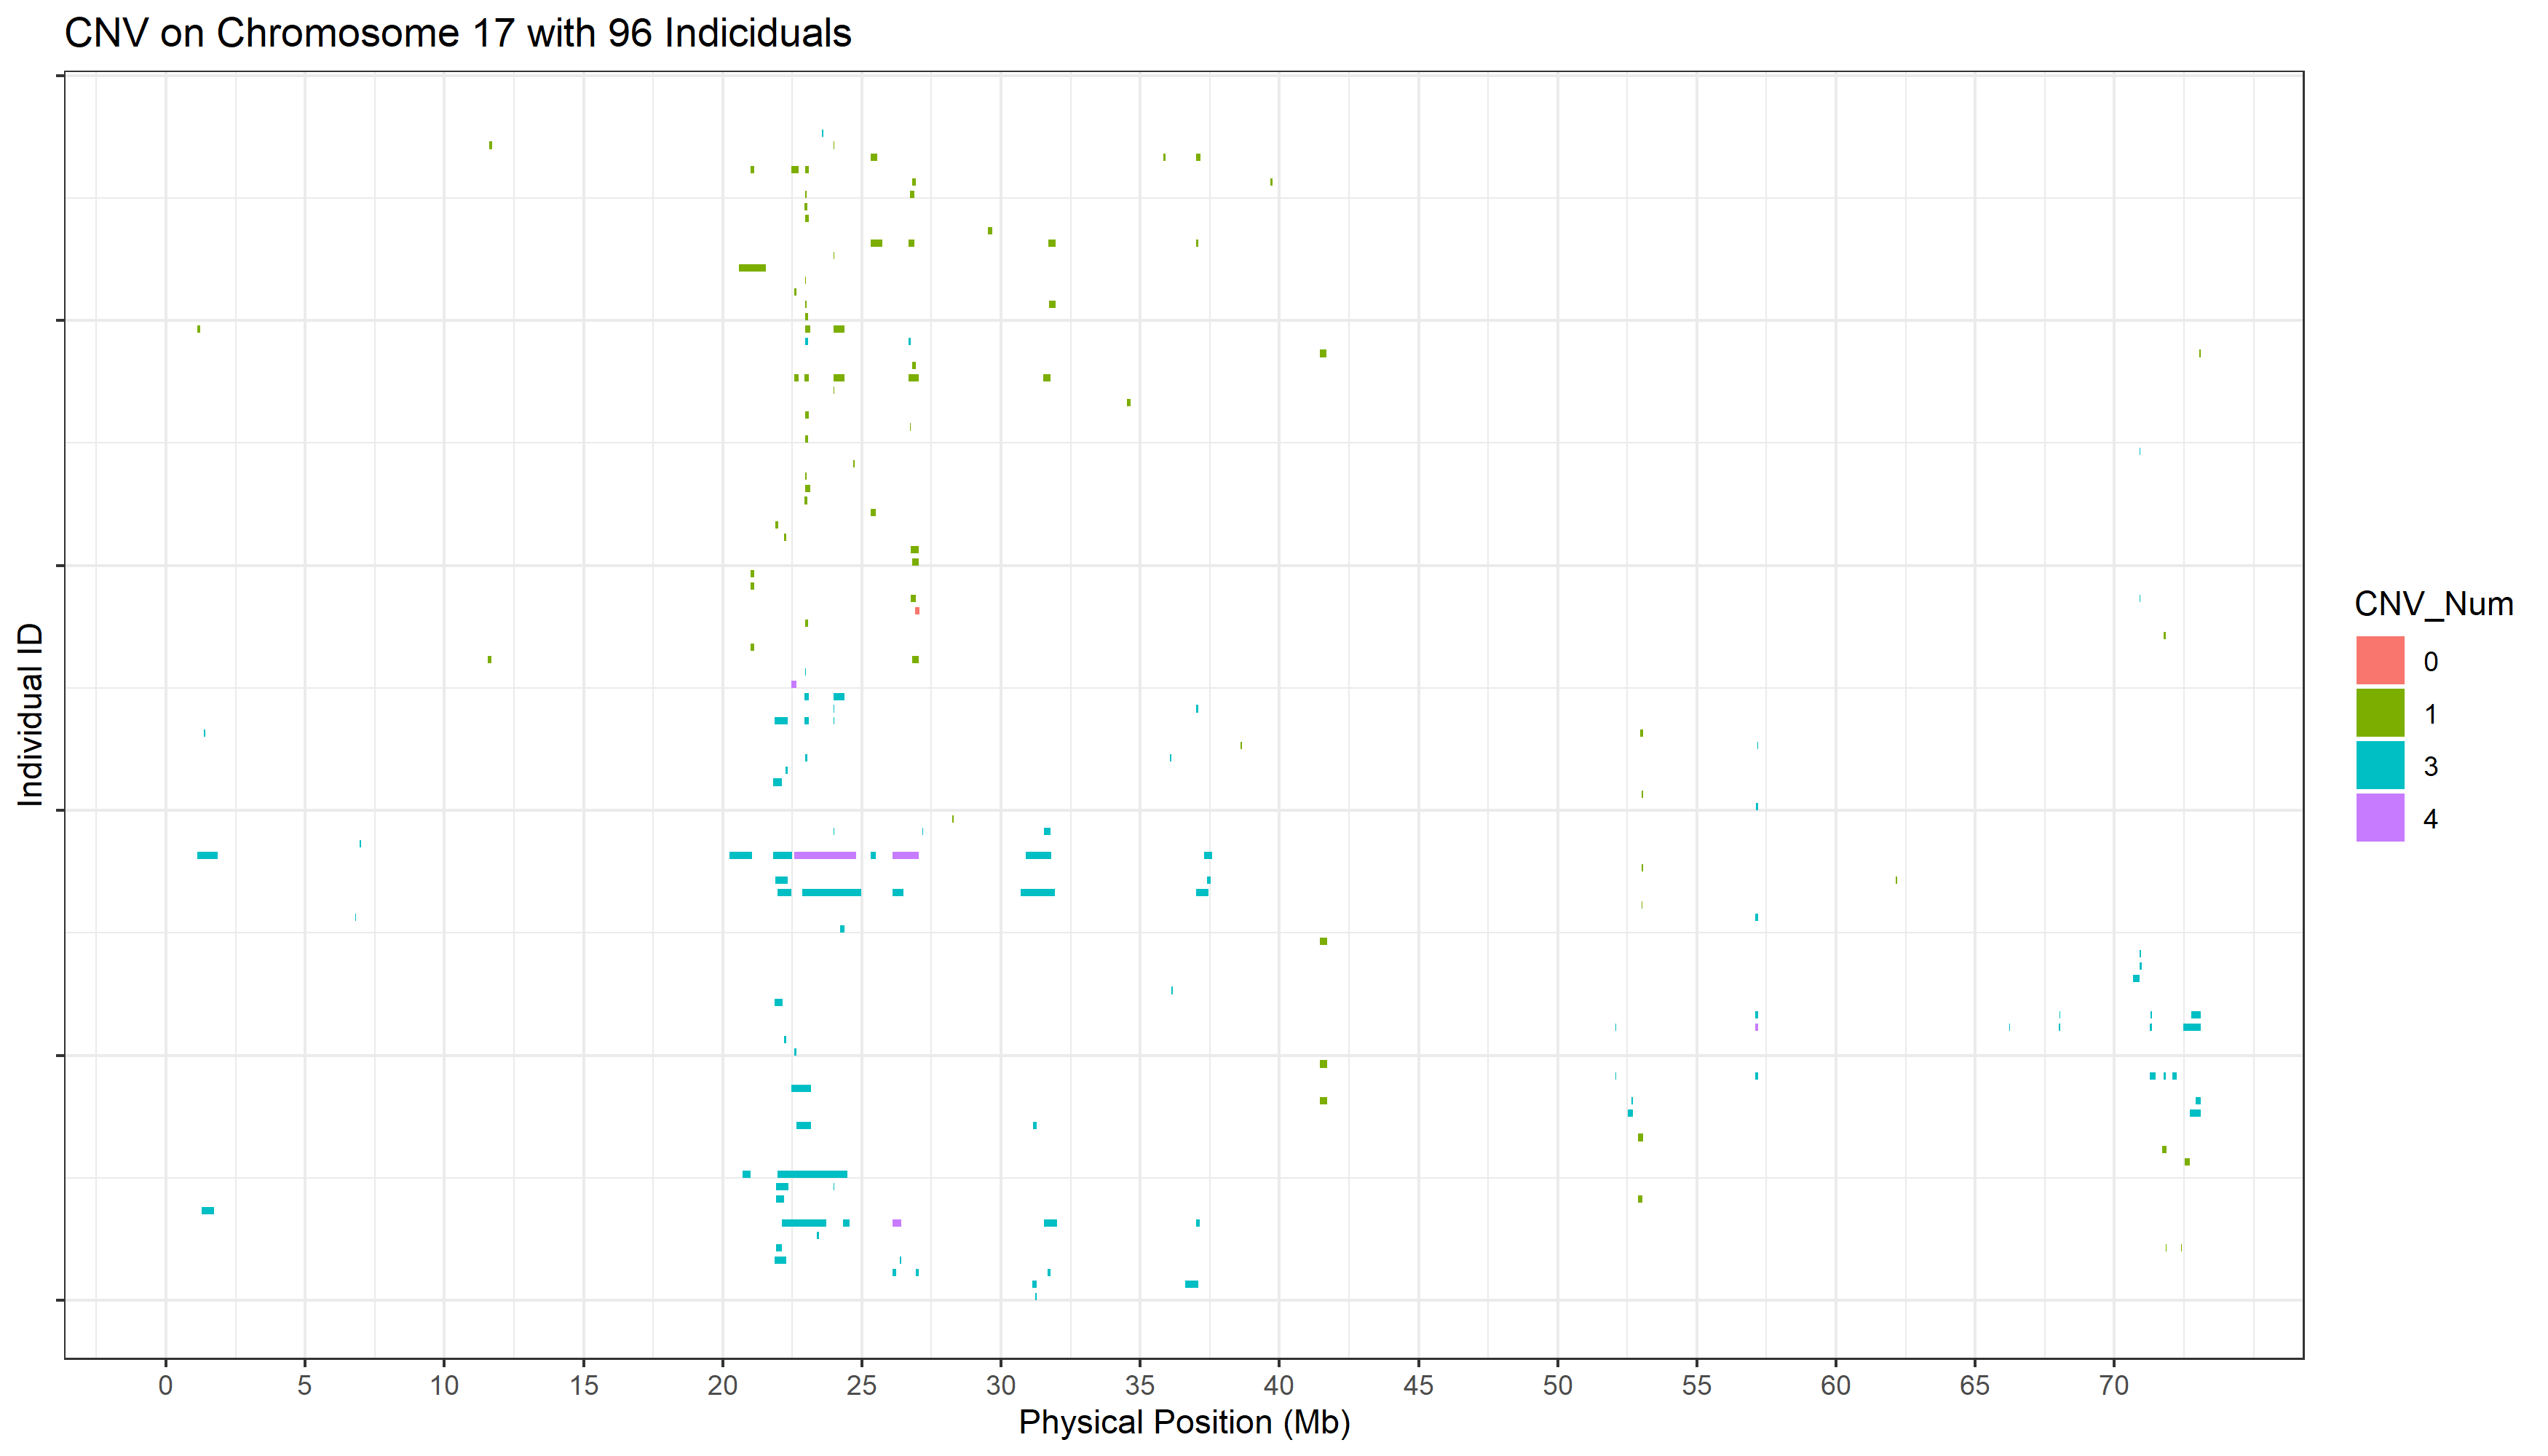 CNV on Chromosome 17 with 96 Indiciduals
Individual ID
0 5 10 15 20 25 30 35 40 45 50 55 60 65 70
Physical Position (Mb)
CNV_Num
0
1
3
4